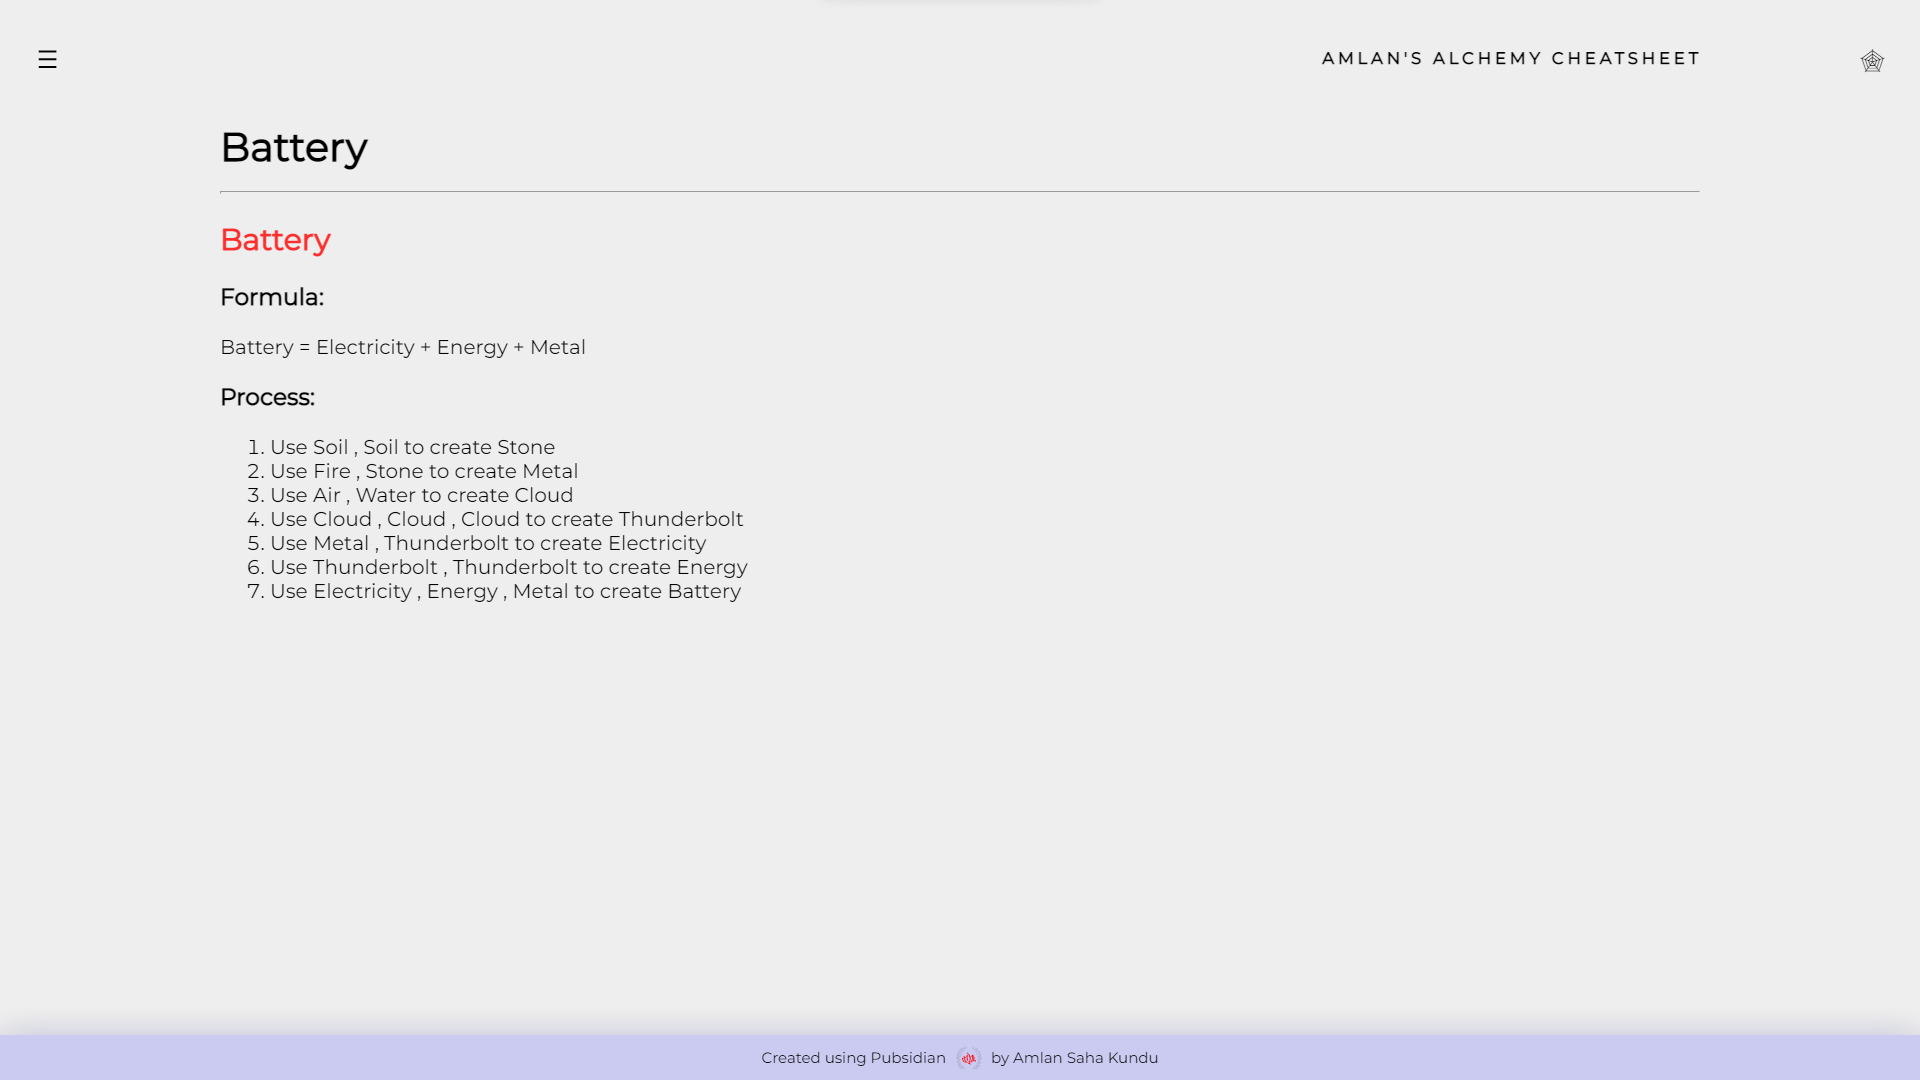 AMLAN'S ALCHEMY CHEATSHEET
Battery
Battery
Formula:
Battery = Electricity + Energy + Metal
Process:
1. Use Soil , Soil to create Stone
2. Use Fire , Stone to create Metal
3. Use Air , Water to create Cloud
4. Use Cloud , Cloud , Cloud to create Thunderbolt
5. Use Metal , Thunderbolt to create Electricity
6. Use Thunderbolt , Thunderbolt to create Energy
7. Use Electricity , Energy , Metal to create Battery
Created using Pubsidian by Amlan Saha Kundu